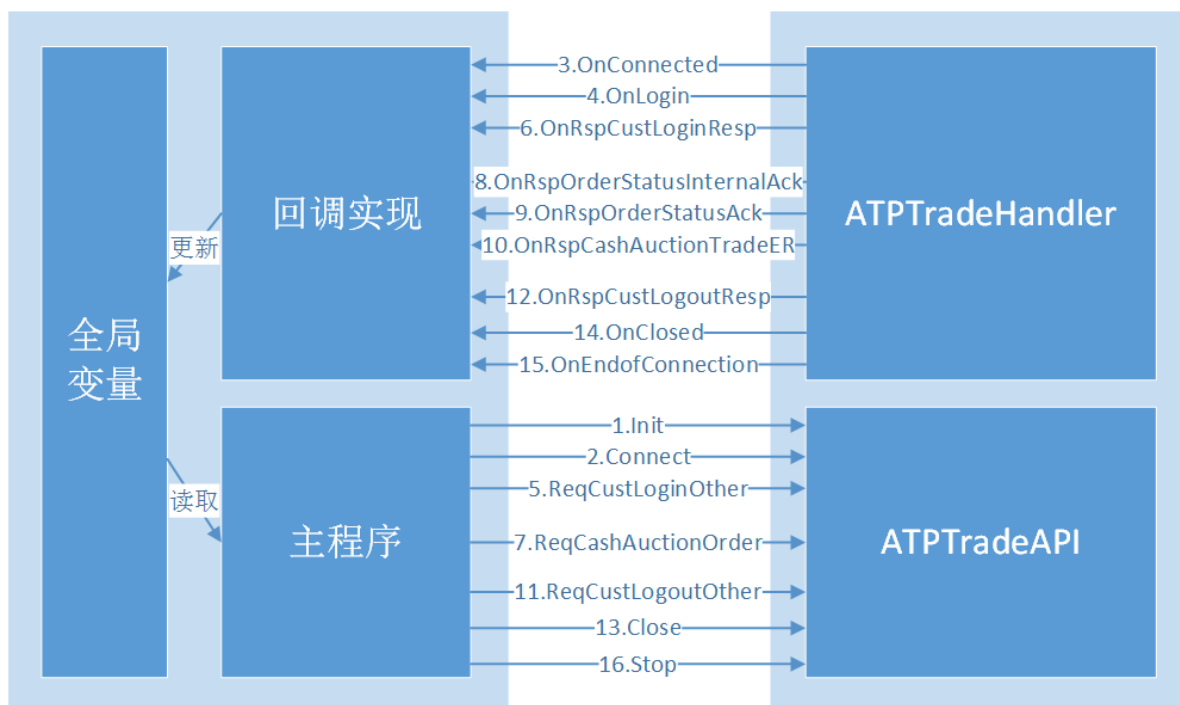 3.OnConnected
4.OnLogin
6.OnRspCustLoginResp
8.OnRspOrderStatusInternalAck
9.OnRspOrderStatusAck
10.OnRspCashAuctionTradeER
12.OnRspCustLogoutResp
14.OnClosed
15.OnEndofConnection
回调实现
ATPTradeHandler
更新
全局
变量
读取
主程序
1.Init
2.Connect
5.ReqCustLoginOther
7.ReqCashAuctionOrder
11.ReqCustLogoutOther
13.Close
16.Stop
ATPTradeAPI